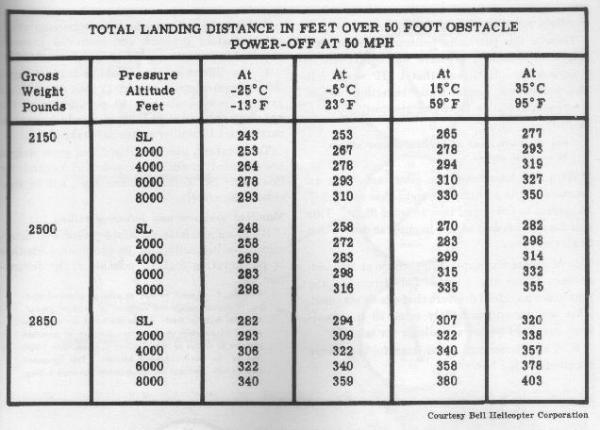 TOTAL LANDING DISTANCE IN FEET OVER 50 FOOT OBSTACLE
POWER-OFF AT 50 MPH
Gross Weight Pounds | Pressure Altitude Feet | At -25°C -13°F | At -5°C 23°F | At 15°C 59°F | At 35°C 95°F
2150 SL 243 253 265 277
2000 253 267 278 293
4000 264 278 294 319
6000 278 293 310 327
8000 293 310 330 350
2500 SL 248 258 270 282
2000 258 272 283 298
4000 269 283 299 314
6000 283 298 315 332
8000 298 316 335 355
2850 SL 282 294 307 320
2000 293 309 322 338
4000 306 322 340 357
6000 322 340 358 378
8000 340 359 380 403
Courtesy Bell Helicopter Corporation